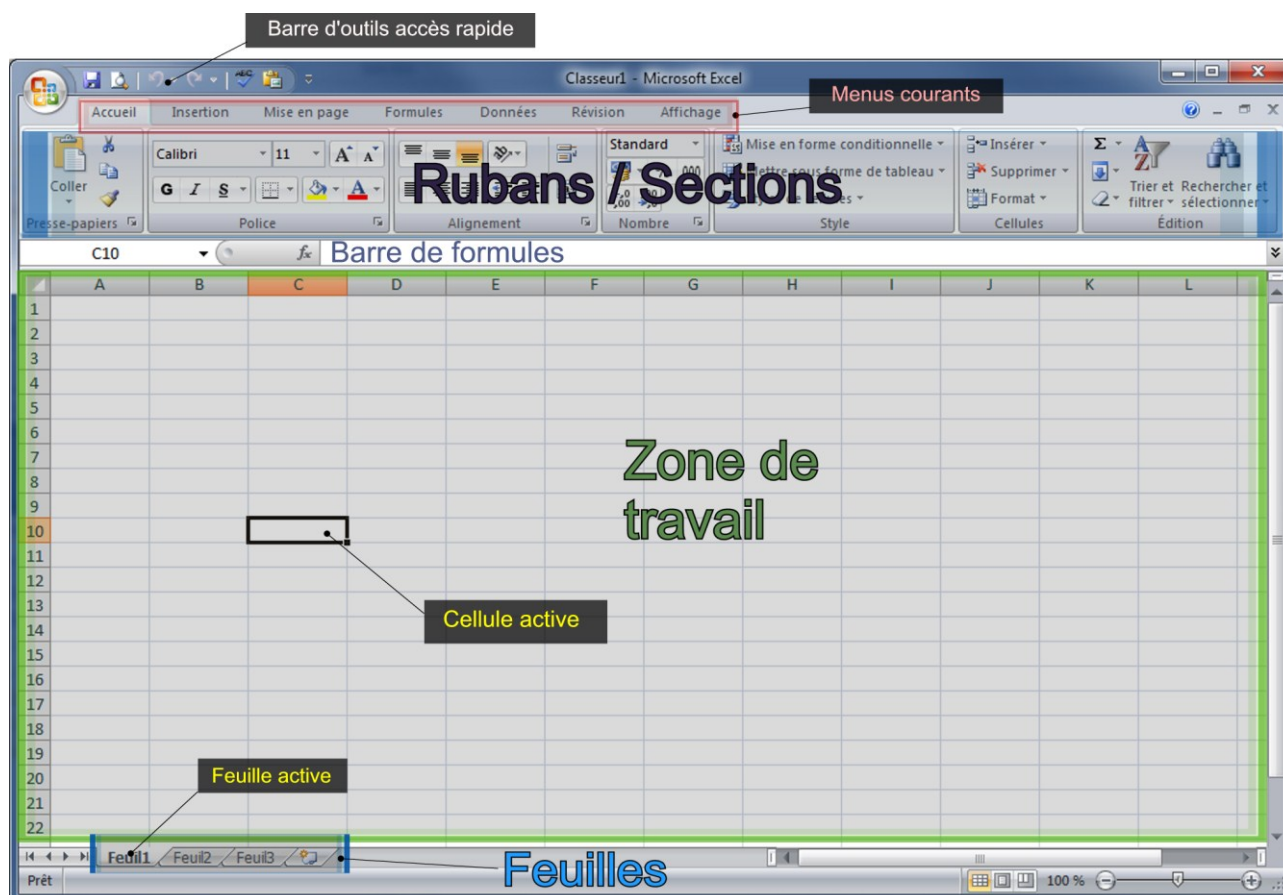 Barre d'outils accès rapide
Classeur1 - Microsoft Excel
Menus courants
Accueil Insertion Mise en page Formules Données Révision Affichage
Calibri 11 Standard Mise en forme conditionnelle Insérer Σ
Coller G I S A 000 Supprimer Trier et Rechercher et
Format filtrer sélectionner
Rubans / Sections
Presse-papiers Police Alignement Nombre Style Cellules Édition
C10 fx Barre de formules
A B C D E F G H I J K L
1
2
3
4
5
6
7
8
9
10
11
12
13
14
15
16
17
18
19
20
21
22
Zone de
travail
Cellule active
Feuille active
Feuil1 Feuil2 Feuil3
Feuilles
Prêt 100 %